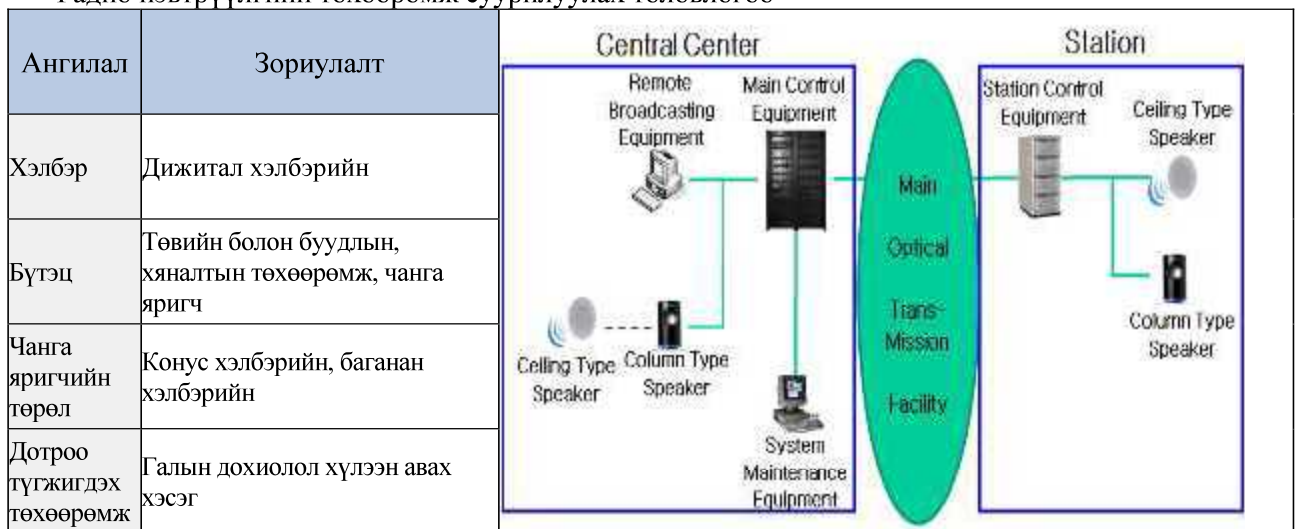 Ангилал
Зориулалт
Хэлбэр
Дижитал хэлбэрийн
Бүтэц
Төвийн болон буудлын,
хяналтын төхөөрөмж, чанга
яригч
Чанга
яригчийн
төрөл
Конус хэлбэрийн, баганан
хэлбэрийн
Дотроо
түгжигдэх
төхөөрөмж
Галын дохиолол хүлээн авах
хэсэг
Central Center
Remote
Broadcasting
Equipment
Main Control
Equipment
Ceiling Type
Speaker
Column Type
Speaker
System
Maintenance
Equipment
Main
Optical
Trans-
Mission
Facility
Station
Station Control
Equipment
Ceiling Type
Speaker
Column Type
Speaker